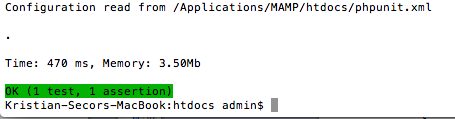 Configuration read from /Applications/MAMP/htdocs/phpunit.xml
.
Time: 470 ms, Memory: 3.50Mb
OK (1 test, 1 assertion)
Kristian-Secors-MacBook:htdocs admin$